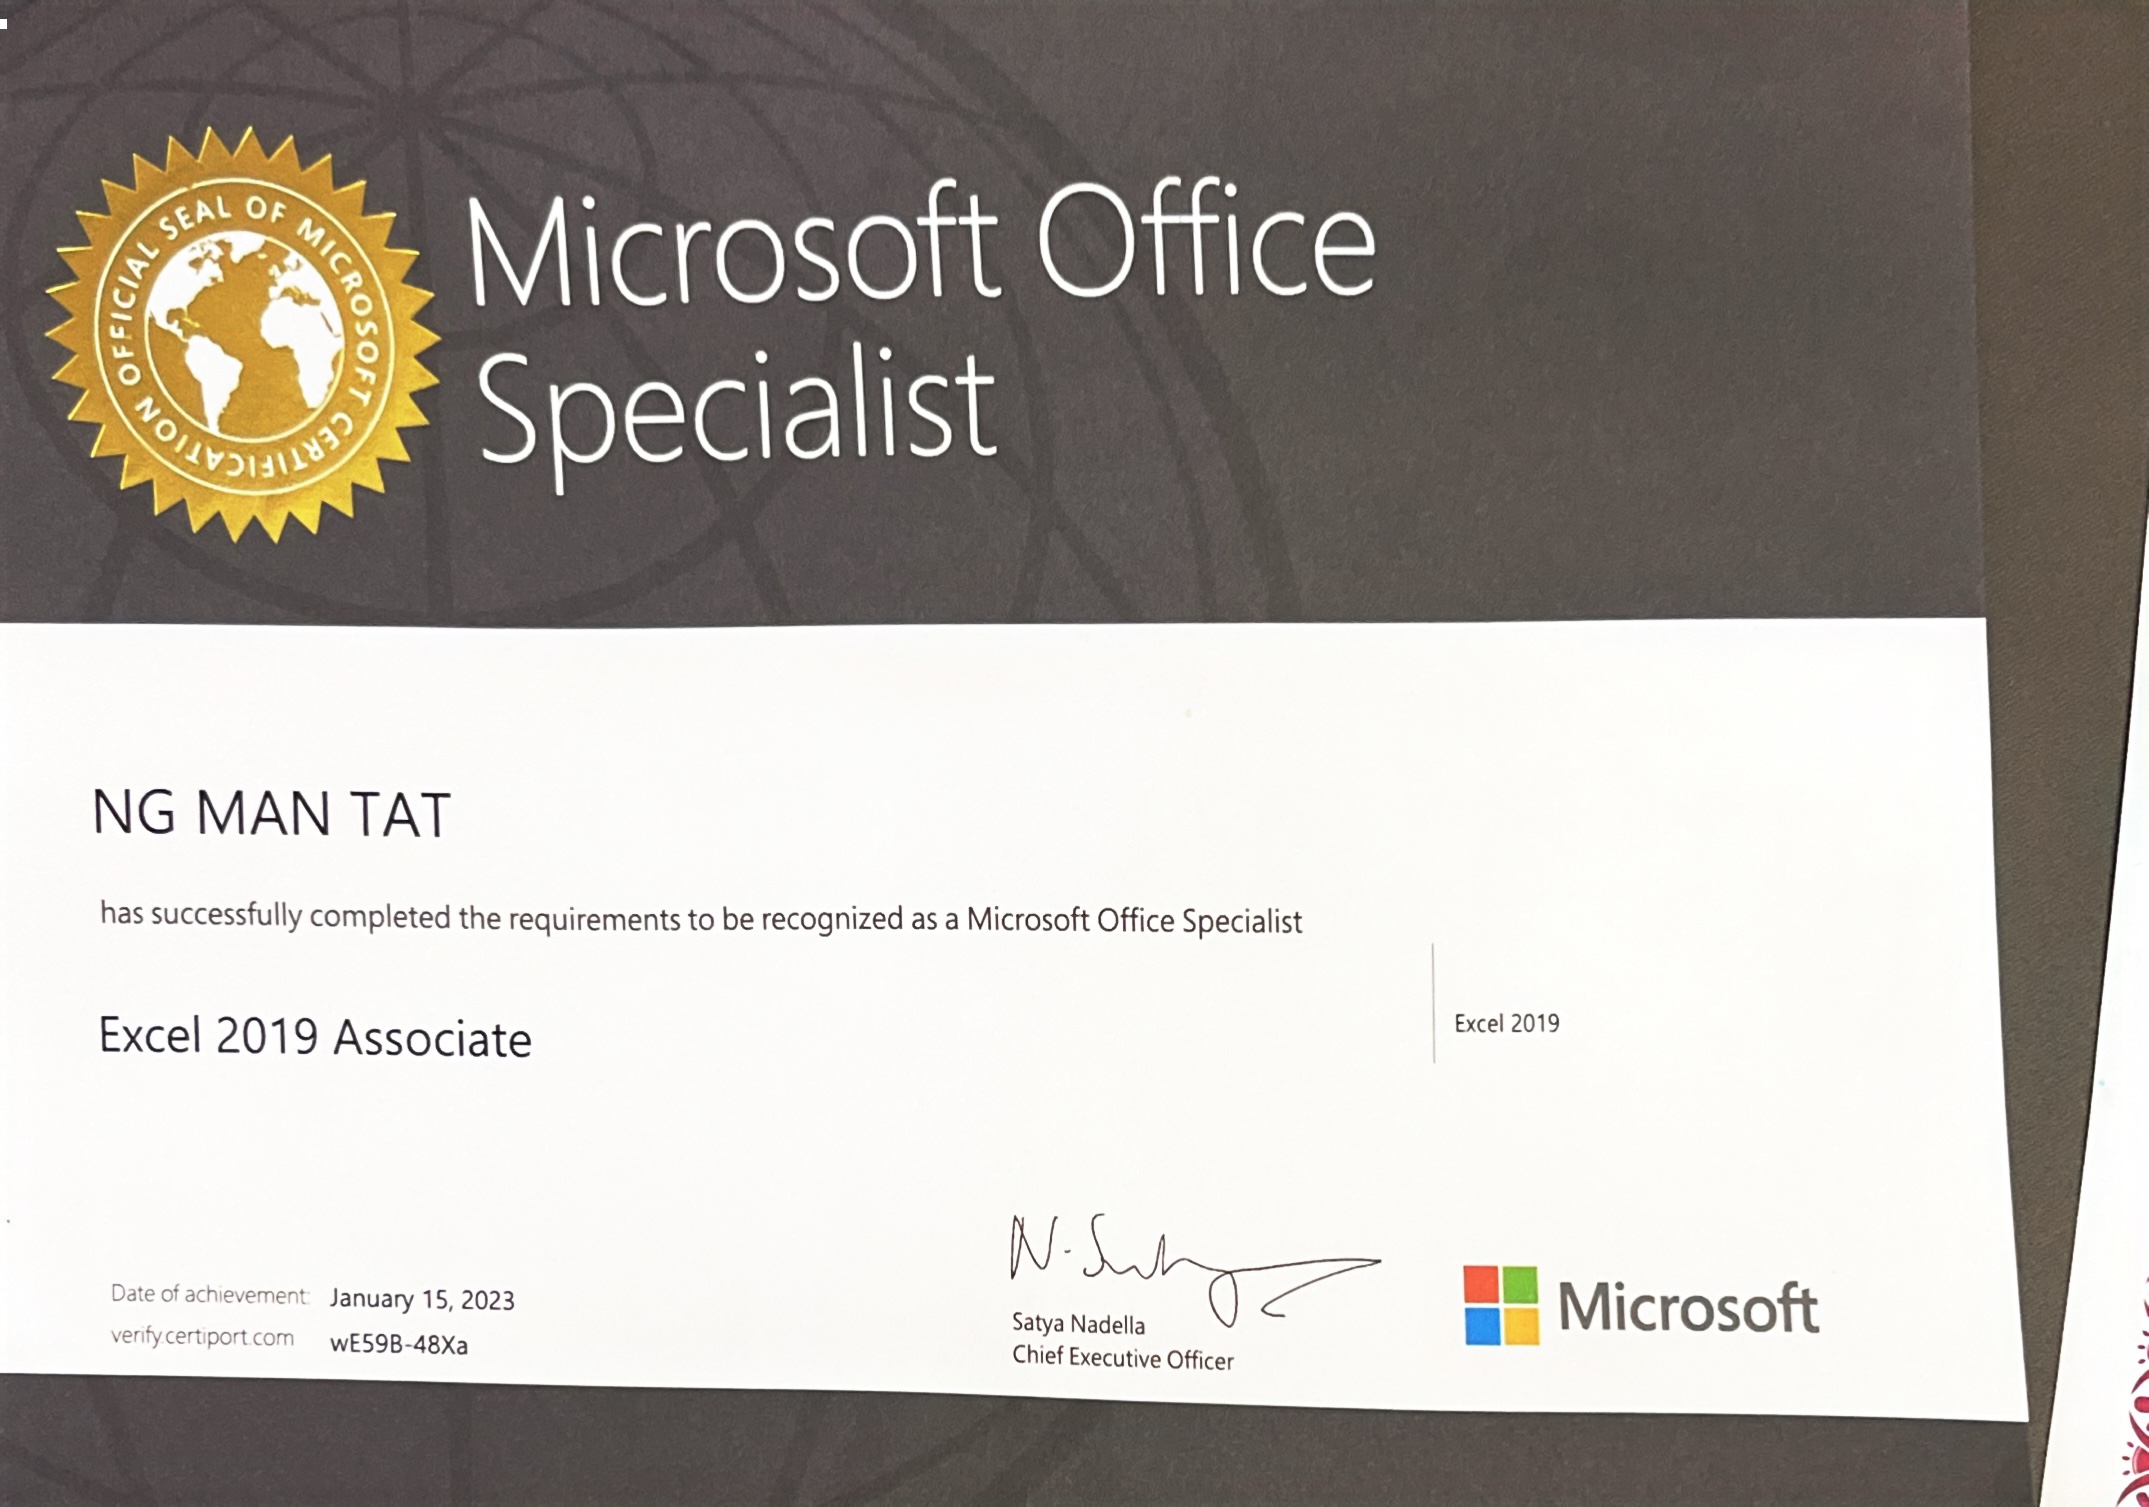 OFFICIAL SEAL OF MICROSOFT CERTIFICATION
Microsoft Office
Specialist
NG MAN TAT
has successfully completed the requirements to be recognized as a Microsoft Office Specialist
Excel 2019 Associate
Excel 2019
Date of achievement: January 15, 2023
verify.certiport.com wE59B-48Xa
N. Satya
Satya Nadella
Chief Executive Officer
Microsoft